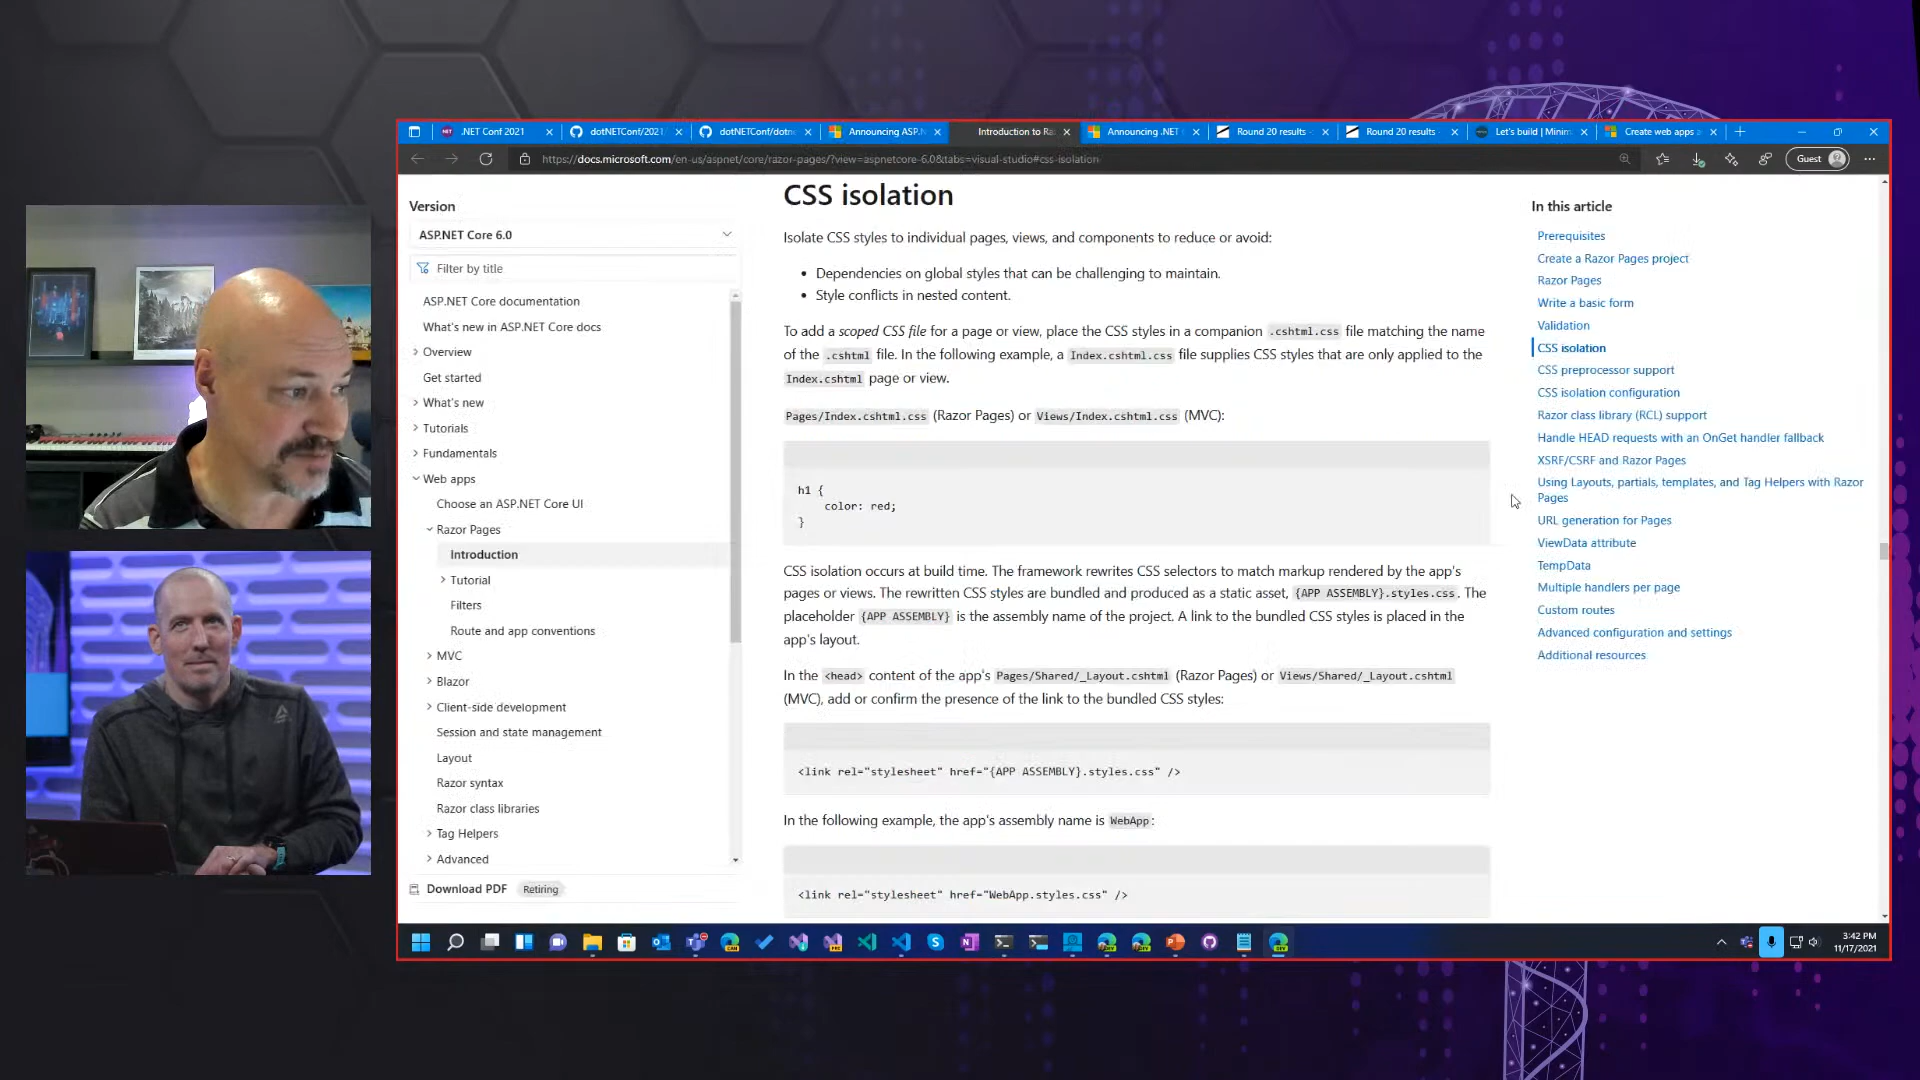 .NET Conf 2021
dotNETConf/2021
dotNETConf/dotn
Announcing ASP.N
Introduction to Ra
Announcing .NET
Round 20 results
Round 20 results
Let's build | Minim
Create web apps
https://docs.microsoft.com/en-us/aspnet/core/razor-pages/?view=aspnetcore-6.0&tabs=visual-studio#css-isolation
Guest
Version
ASP.NET Core 6.0
Filter by title
ASP.NET Core documentation
What's new in ASP.NET Core docs
Overview
Get started
What's new
Tutorials
Fundamentals
Web apps
Choose an ASP.NET Core UI
Razor Pages
Introduction
Tutorial
Filters
Route and app conventions
MVC
Blazor
Client-side development
Session and state management
Layout
Razor syntax
Razor class libraries
Tag Helpers
Advanced
Download PDF Retiring
CSS isolation
Isolate CSS styles to individual pages, views, and components to reduce or avoid:
• Dependencies on global styles that can be challenging to maintain.
• Style conflicts in nested content.
To add a scoped CSS file for a page or view, place the CSS styles in a companion .cshtml.css file matching the name
of the .cshtml file. In the following example, a Index.cshtml.css file supplies CSS styles that are only applied to the
Index.cshtml page or view.
Pages/Index.cshtml.css (Razor Pages) or Views/Index.cshtml.css (MVC):
h1 {
color: red;
}
CSS isolation occurs at build time. The framework rewrites CSS selectors to match markup rendered by the app's
pages or views. The rewritten CSS styles are bundled and produced as a static asset, {APP ASSEMBLY}.styles.css. The
placeholder {APP ASSEMBLY} is the assembly name of the project. A link to the bundled CSS styles is placed in the
app's layout.
In the <head> content of the app's Pages/Shared/_Layout.cshtml (Razor Pages) or Views/Shared/_Layout.cshtml
(MVC), add or confirm the presence of the link to the bundled CSS styles:
<link rel="stylesheet" href="{APP ASSEMBLY}.styles.css" />
In the following example, the app's assembly name is WebApp:
<link rel="stylesheet" href="WebApp.styles.css" />
In this article
Prerequisites
Create a Razor Pages project
Razor Pages
Write a basic form
Validation
CSS isolation
CSS preprocessor support
CSS isolation configuration
Razor class library (RCL) support
Handle HEAD requests with an OnGet handler fallback
XSRF/CSRF and Razor Pages
Using Layouts, partials, templates, and Tag Helpers with Razor
Pages
URL generation for Pages
ViewData attribute
TempData
Multiple handlers per page
Custom routes
Advanced configuration and settings
Additional resources
3:42 PM
11/17/2021